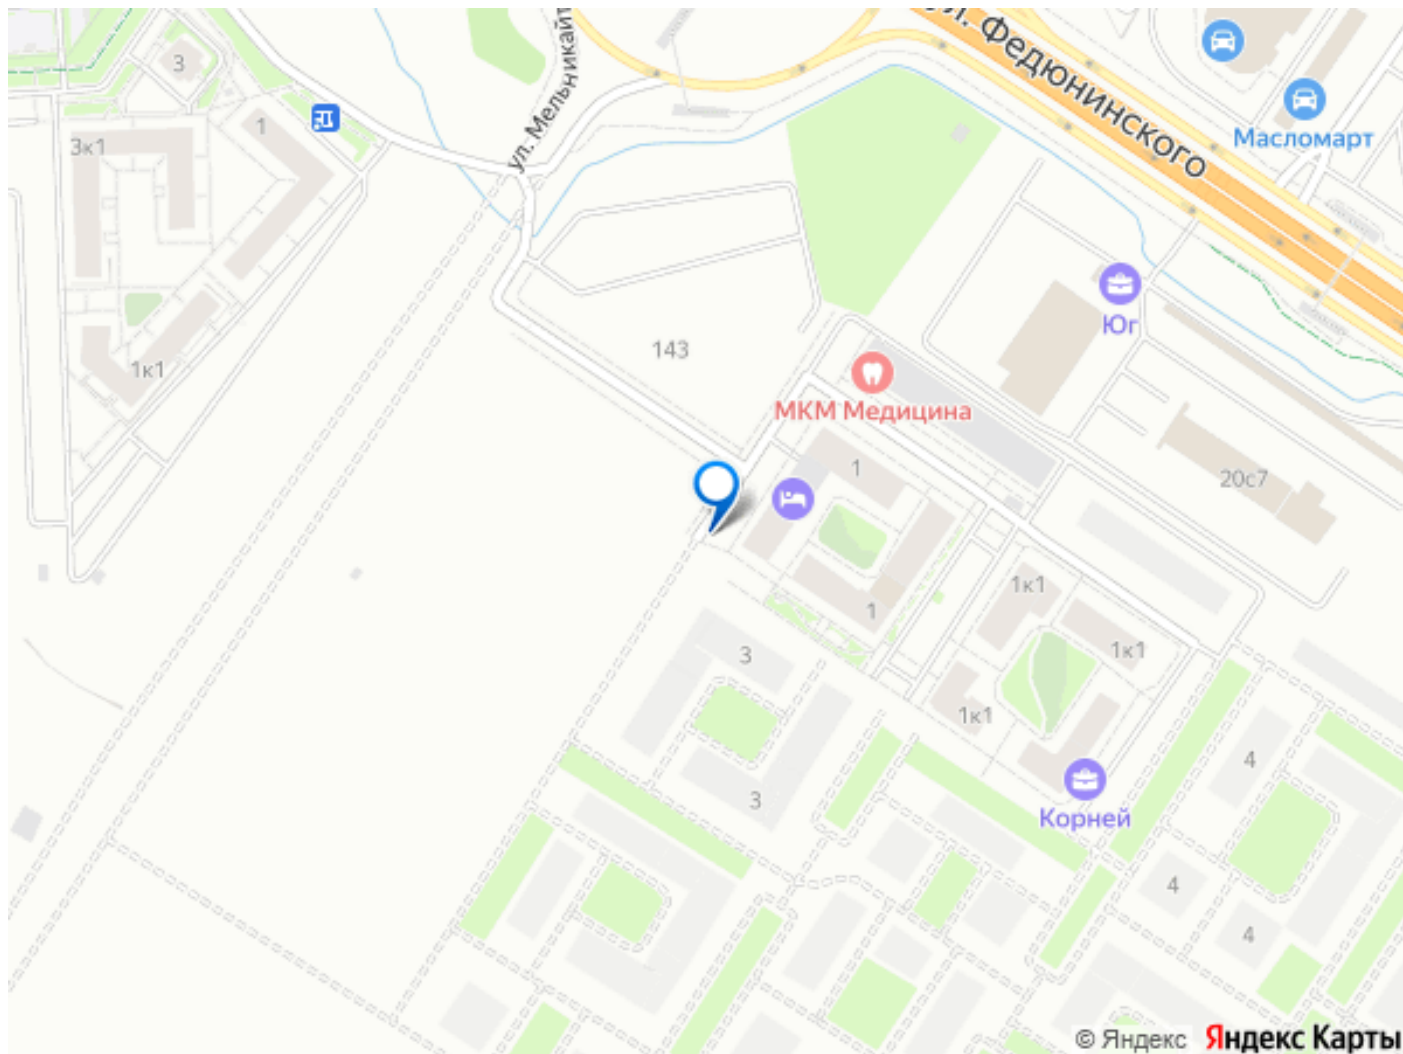 ул. Федюнинского
ул. Мельникайт
3
3к1
1
Масломарт
Юг
1к1
143
МКМ Медицина
1
20с7
1
1к1
1к1
3
1к1
4
3
Корней
4
4
© Яндекс Яндекс Карты